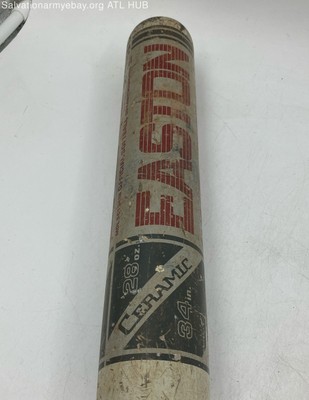 Salvationarmyebay.org ATL HUB
EASTON
28 OZ.
CERAMIC
34 in.